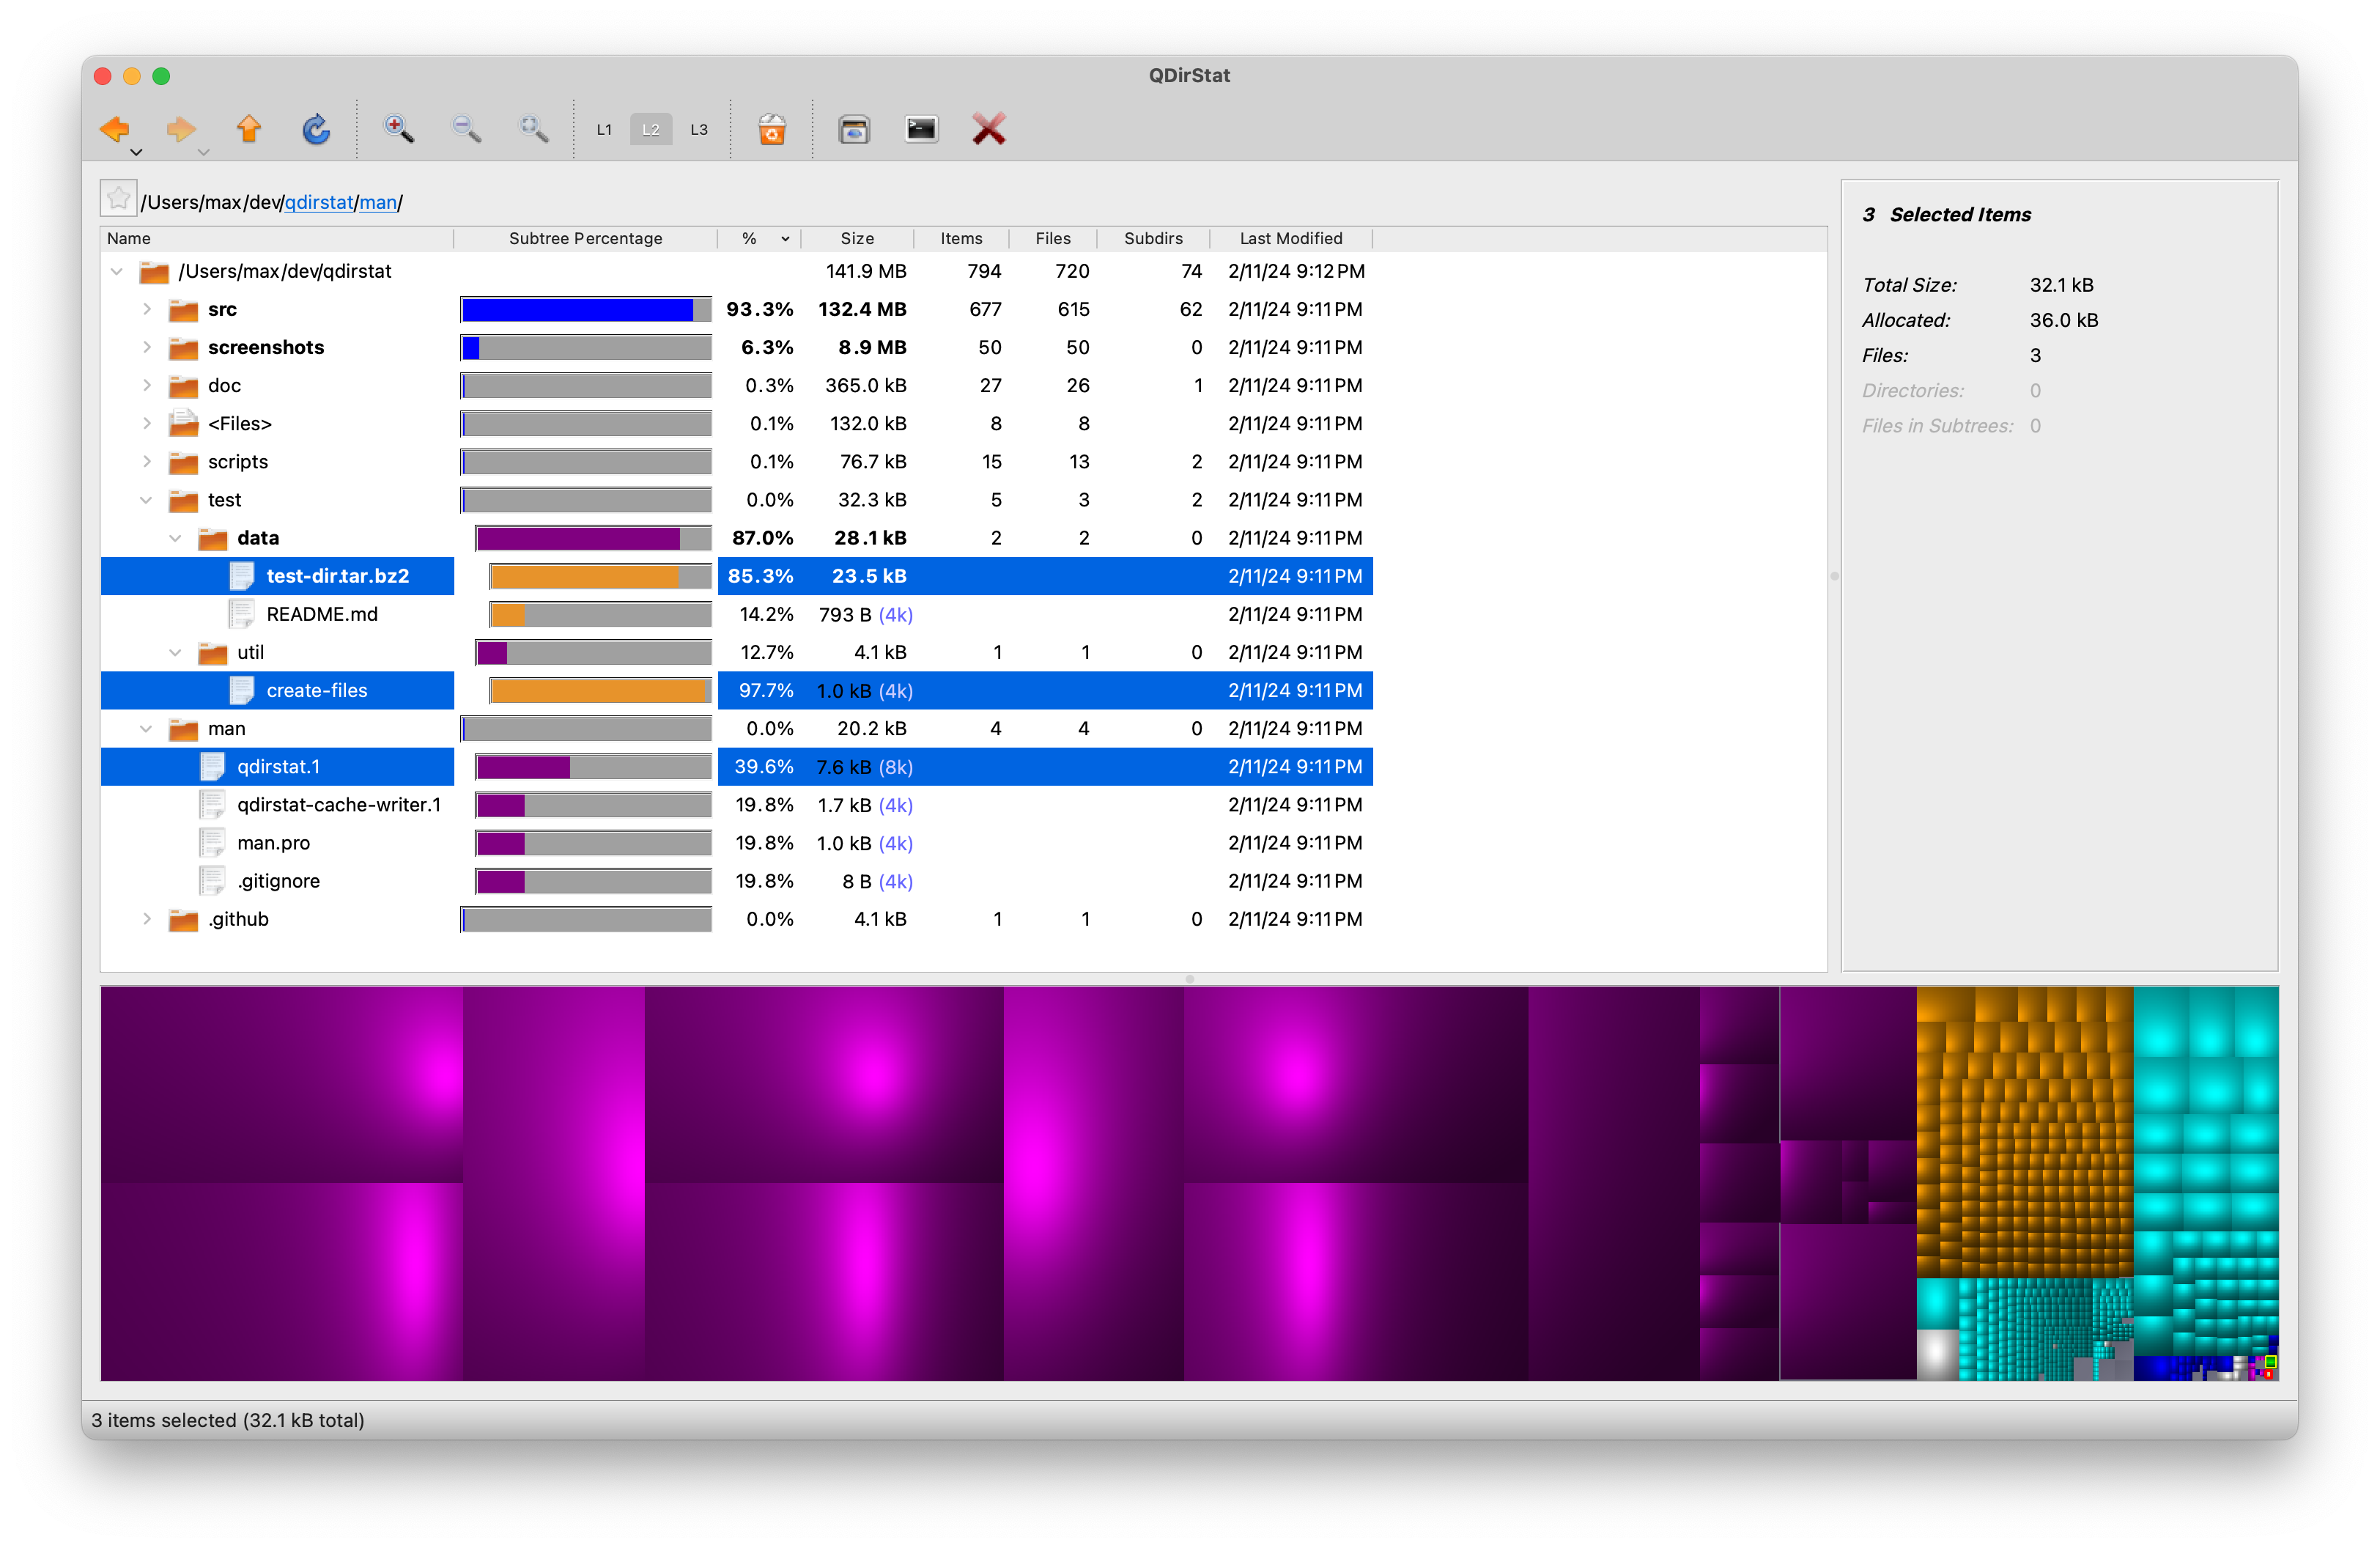 QDirStat
L1 L2 L3
/Users/max/dev/qdirstat/man/
Name Subtree Percentage % Size Items Files Subdirs Last Modified
/Users/max/dev/qdirstat 141.9 MB 794 720 74 2/11/24 9:12 PM
src 93.3% 132.4 MB 677 615 62 2/11/24 9:11 PM
screenshots 6.3% 8.9 MB 50 50 0 2/11/24 9:11 PM
doc 0.3% 365.0 kB 27 26 1 2/11/24 9:11 PM
<Files> 0.1% 132.0 kB 8 8 2/11/24 9:11 PM
scripts 0.1% 76.7 kB 15 13 2 2/11/24 9:11 PM
test 0.0% 32.3 kB 5 3 2 2/11/24 9:11 PM
data 87.0% 28.1 kB 2 2 0 2/11/24 9:11 PM
test-dir.tar.bz2 85.3% 23.5 kB 2/11/24 9:11 PM
README.md 14.2% 793 B (4k) 2/11/24 9:11 PM
util 12.7% 4.1 kB 1 1 0 2/11/24 9:11 PM
create-files 97.7% 1.0 kB (4k) 2/11/24 9:11 PM
man 0.0% 20.2 kB 4 4 0 2/11/24 9:11 PM
qdirstat.1 39.6% 7.6 kB (8k) 2/11/24 9:11 PM
qdirstat-cache-writer.1 19.8% 1.7 kB (4k) 2/11/24 9:11 PM
man.pro 19.8% 1.0 kB (4k) 2/11/24 9:11 PM
.gitignore 19.8% 8 B (4k) 2/11/24 9:11 PM
.github 0.0% 4.1 kB 1 1 0 2/11/24 9:11 PM
3 Selected Items
Total Size: 32.1 kB
Allocated: 36.0 kB
Files: 3
Directories: 0
Files in Subtrees: 0
3 items selected (32.1 kB total)